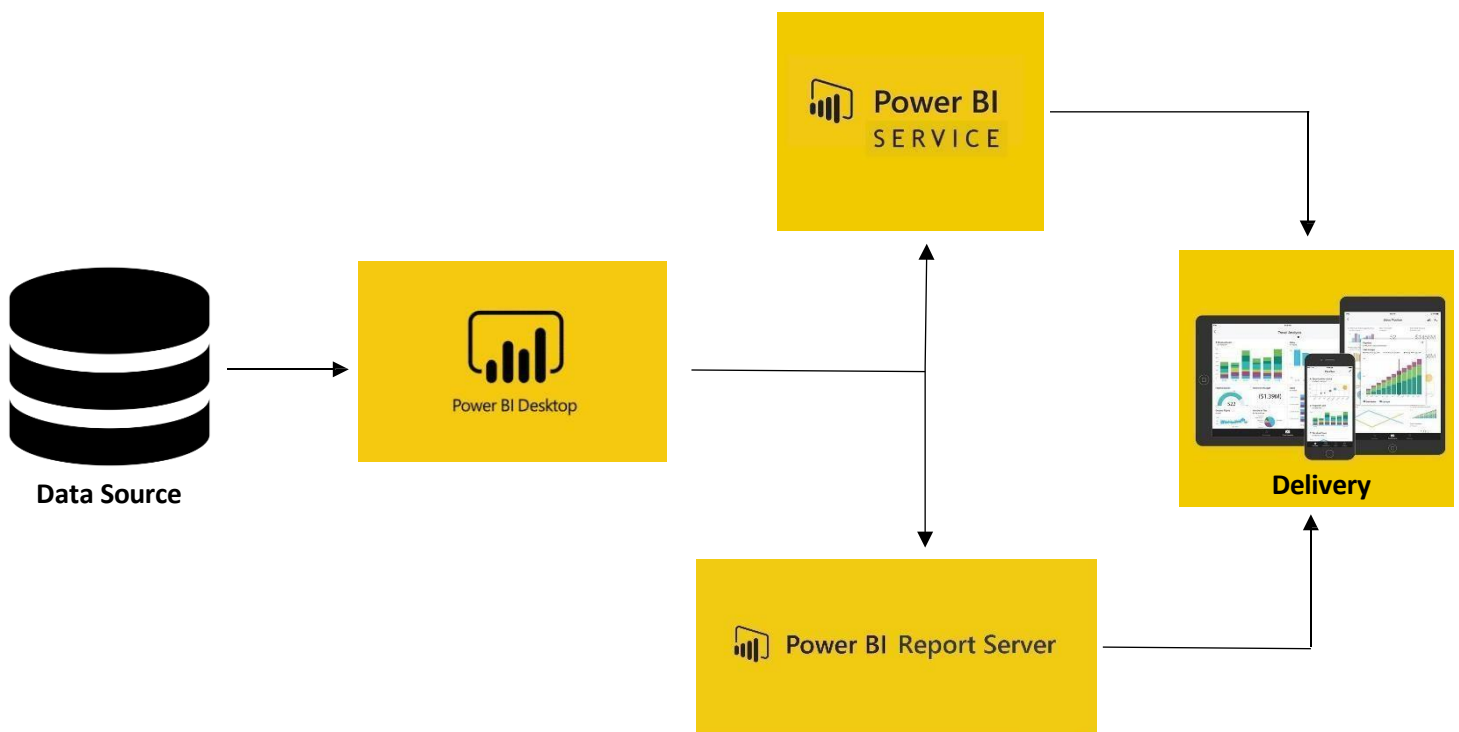 Power BI
SERVICE
Data Source
Power BI Desktop
Delivery
Power BI Report Server